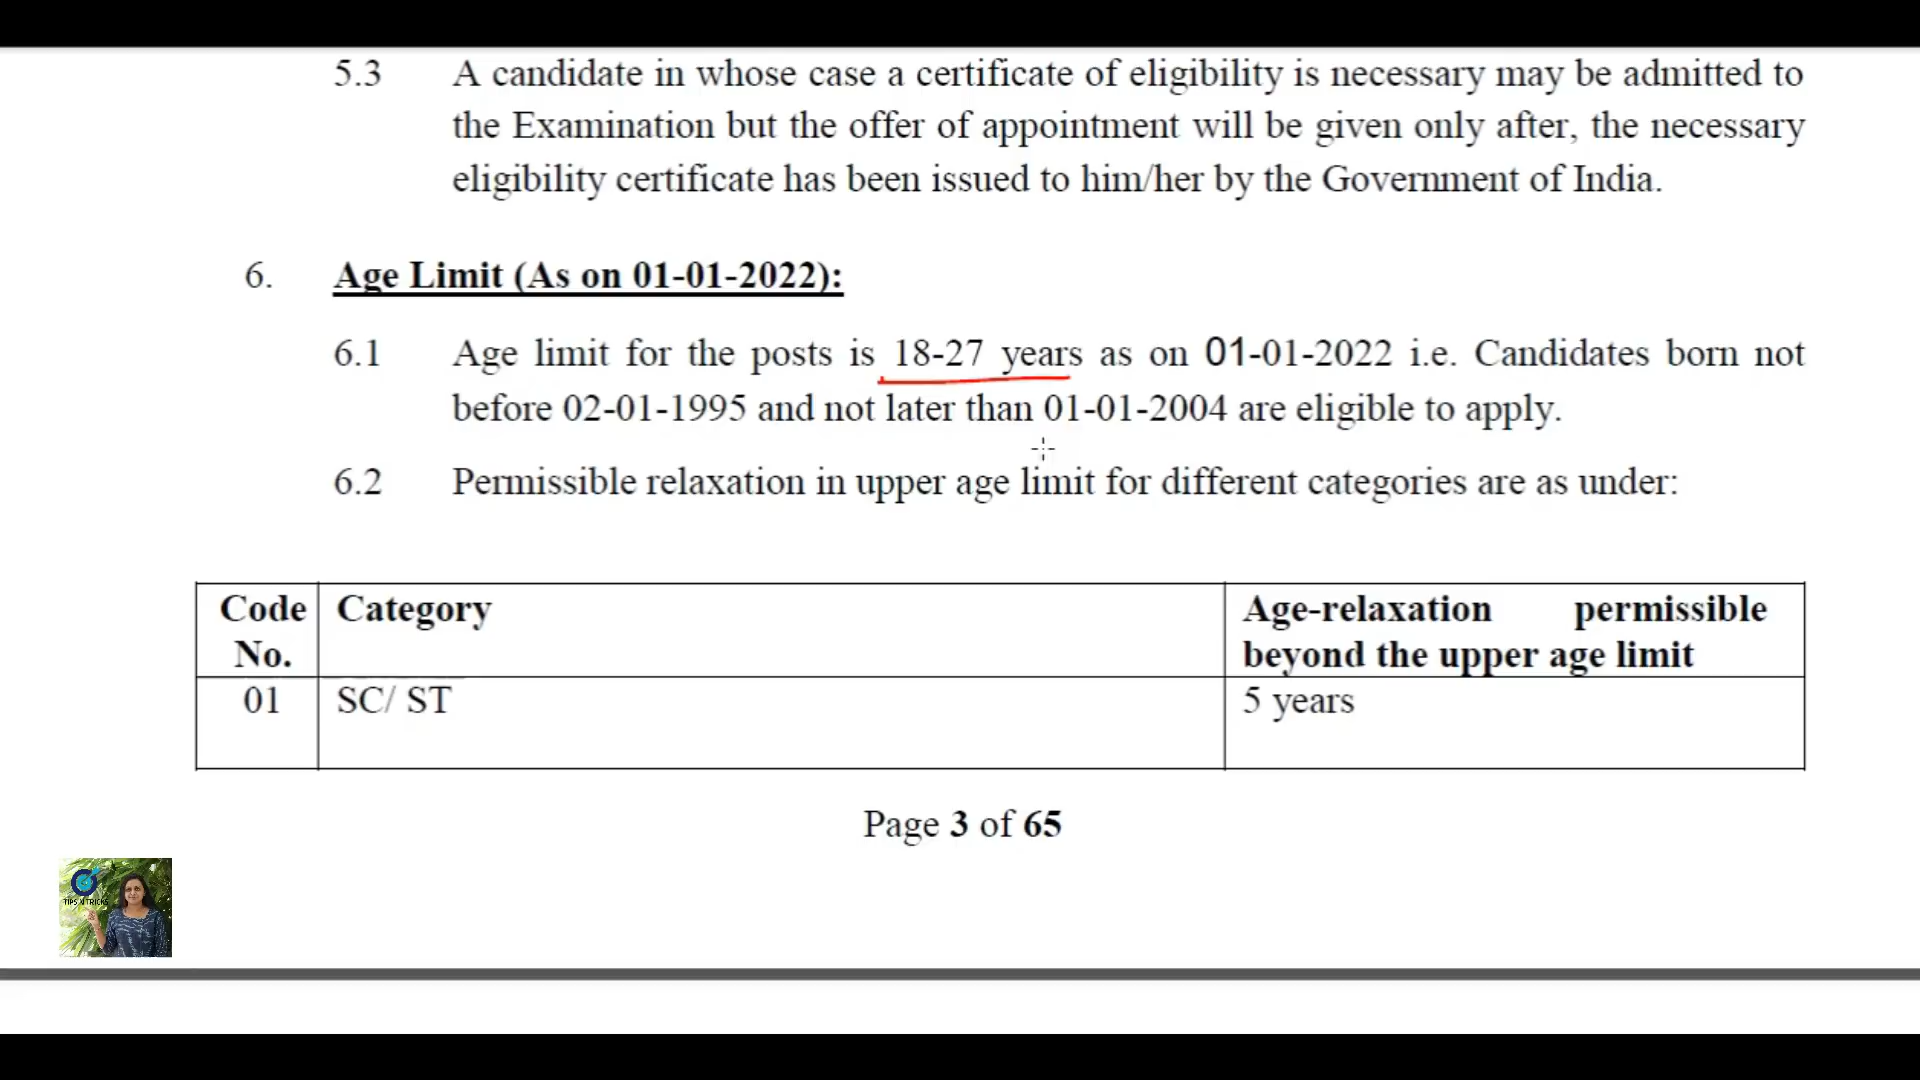 5.3 A candidate in whose case a certificate of eligibility is necessary may be admitted to
the Examination but the offer of appointment will be given only after, the necessary
eligibility certificate has been issued to him/her by the Government of India.
6. Age Limit (As on 01-01-2022):
6.1 Age limit for the posts is 18-27 years as on 01-01-2022 i.e. Candidates born not
before 02-01-1995 and not later than 01-01-2004 are eligible to apply.
6.2 Permissible relaxation in upper age limit for different categories are as under:
Code No. Category Age-relaxation permissible beyond the upper age limit
01 SC/ ST 5 years
Page 3 of 65
TIPS N TRICKS